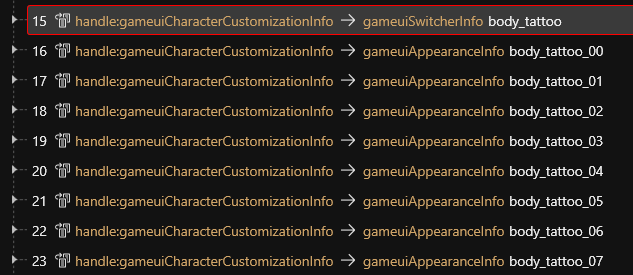 15 handle:gameuiCharacterCustomizationInfo → gameuiSwitcherInfo body_tattoo
16 handle:gameuiCharacterCustomizationInfo → gameuiAppearanceInfo body_tattoo_00
17 handle:gameuiCharacterCustomizationInfo → gameuiAppearanceInfo body_tattoo_01
18 handle:gameuiCharacterCustomizationInfo → gameuiAppearanceInfo body_tattoo_02
19 handle:gameuiCharacterCustomizationInfo → gameuiAppearanceInfo body_tattoo_03
20 handle:gameuiCharacterCustomizationInfo → gameuiAppearanceInfo body_tattoo_04
21 handle:gameuiCharacterCustomizationInfo → gameuiAppearanceInfo body_tattoo_05
22 handle:gameuiCharacterCustomizationInfo → gameuiAppearanceInfo body_tattoo_06
23 handle:gameuiCharacterCustomizationInfo → gameuiAppearanceInfo body_tattoo_07